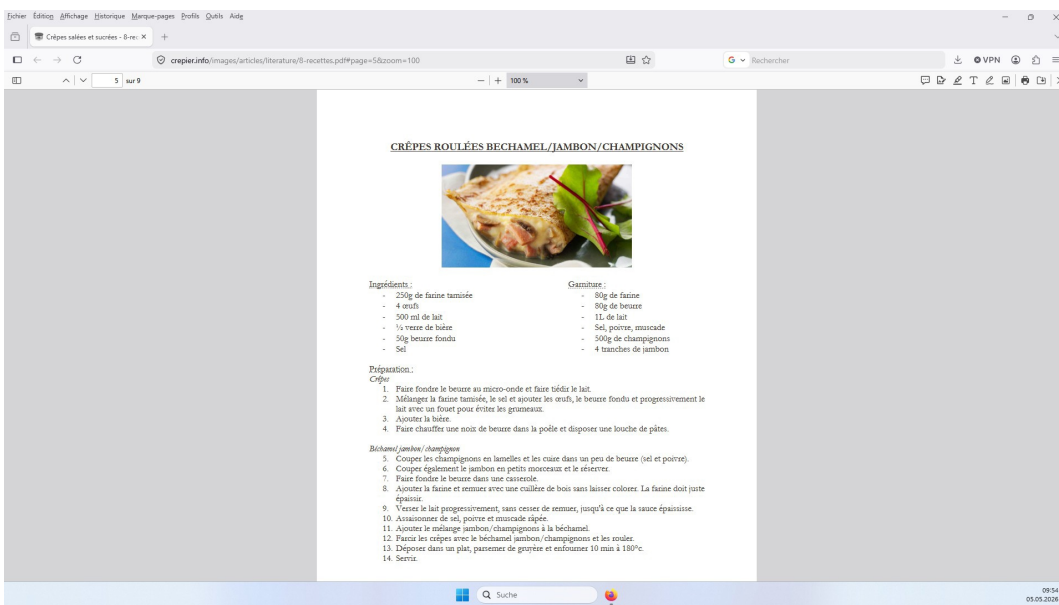 Fichier Édition Affichage Historique Marque-pages Profils Outils Aide
Crêpes salées et sucrées - 8-rec
crepier.info/images/articles/literature/8-recettes.pdf#page=5&zoom=100
Rechercher
VPN
5 sur 9
100 %
CRÊPES ROULÉES BECHAMEL/JAMBON/CHAMPIGNONS
Ingrédients :
- 250g de farine tamisée
- 4 œufs
- 500 ml de lait
- ½ verre de bière
- 50g beurre fondu
- Sel
Garniture :
- 80g de farine
- 80g de beurre
- 1L de lait
- Sel, poivre, muscade
- 500g de champignons
- 4 tranches de jambon
Préparation :
Crêpes
1. Faire fondre le beurre au micro-onde et faire tiédir le lait.
2. Mélanger la farine tamisée, le sel et ajouter les œufs, le beurre fondu et progressivement le
lait avec un fouet pour éviter les grumeaux.
3. Ajouter la bière.
4. Faire chauffer une noix de beurre dans la poêle et disposer une louche de pâtes.
Béchamel jambon/champignon
5. Couper les champignons en lamelles et les cuire dans un peu de beurre (sel et poivre).
6. Couper également le jambon en petits morceaux et le réserver.
7. Faire fondre le beurre dans une casserole.
8. Ajouter la farine et remuer avec une cuillère de bois sans laisser colorer. La farine doit juste
épaissir.
9. Verser le lait progressivement, sans cesser de remuer, jusqu'à ce que la sauce épaississe.
10. Assaisonner de sel, poivre et muscade râpée.
11. Ajouter le mélange jambon/champignons à la béchamel.
12. Farcir les crêpes avec le béchamel jambon/champignons et les rouler.
13. Déposer dans un plat, parsemer de gruyère et enfourner 10 min à 180°c.
14. Servir.
Suche
09:54
05.05.2026